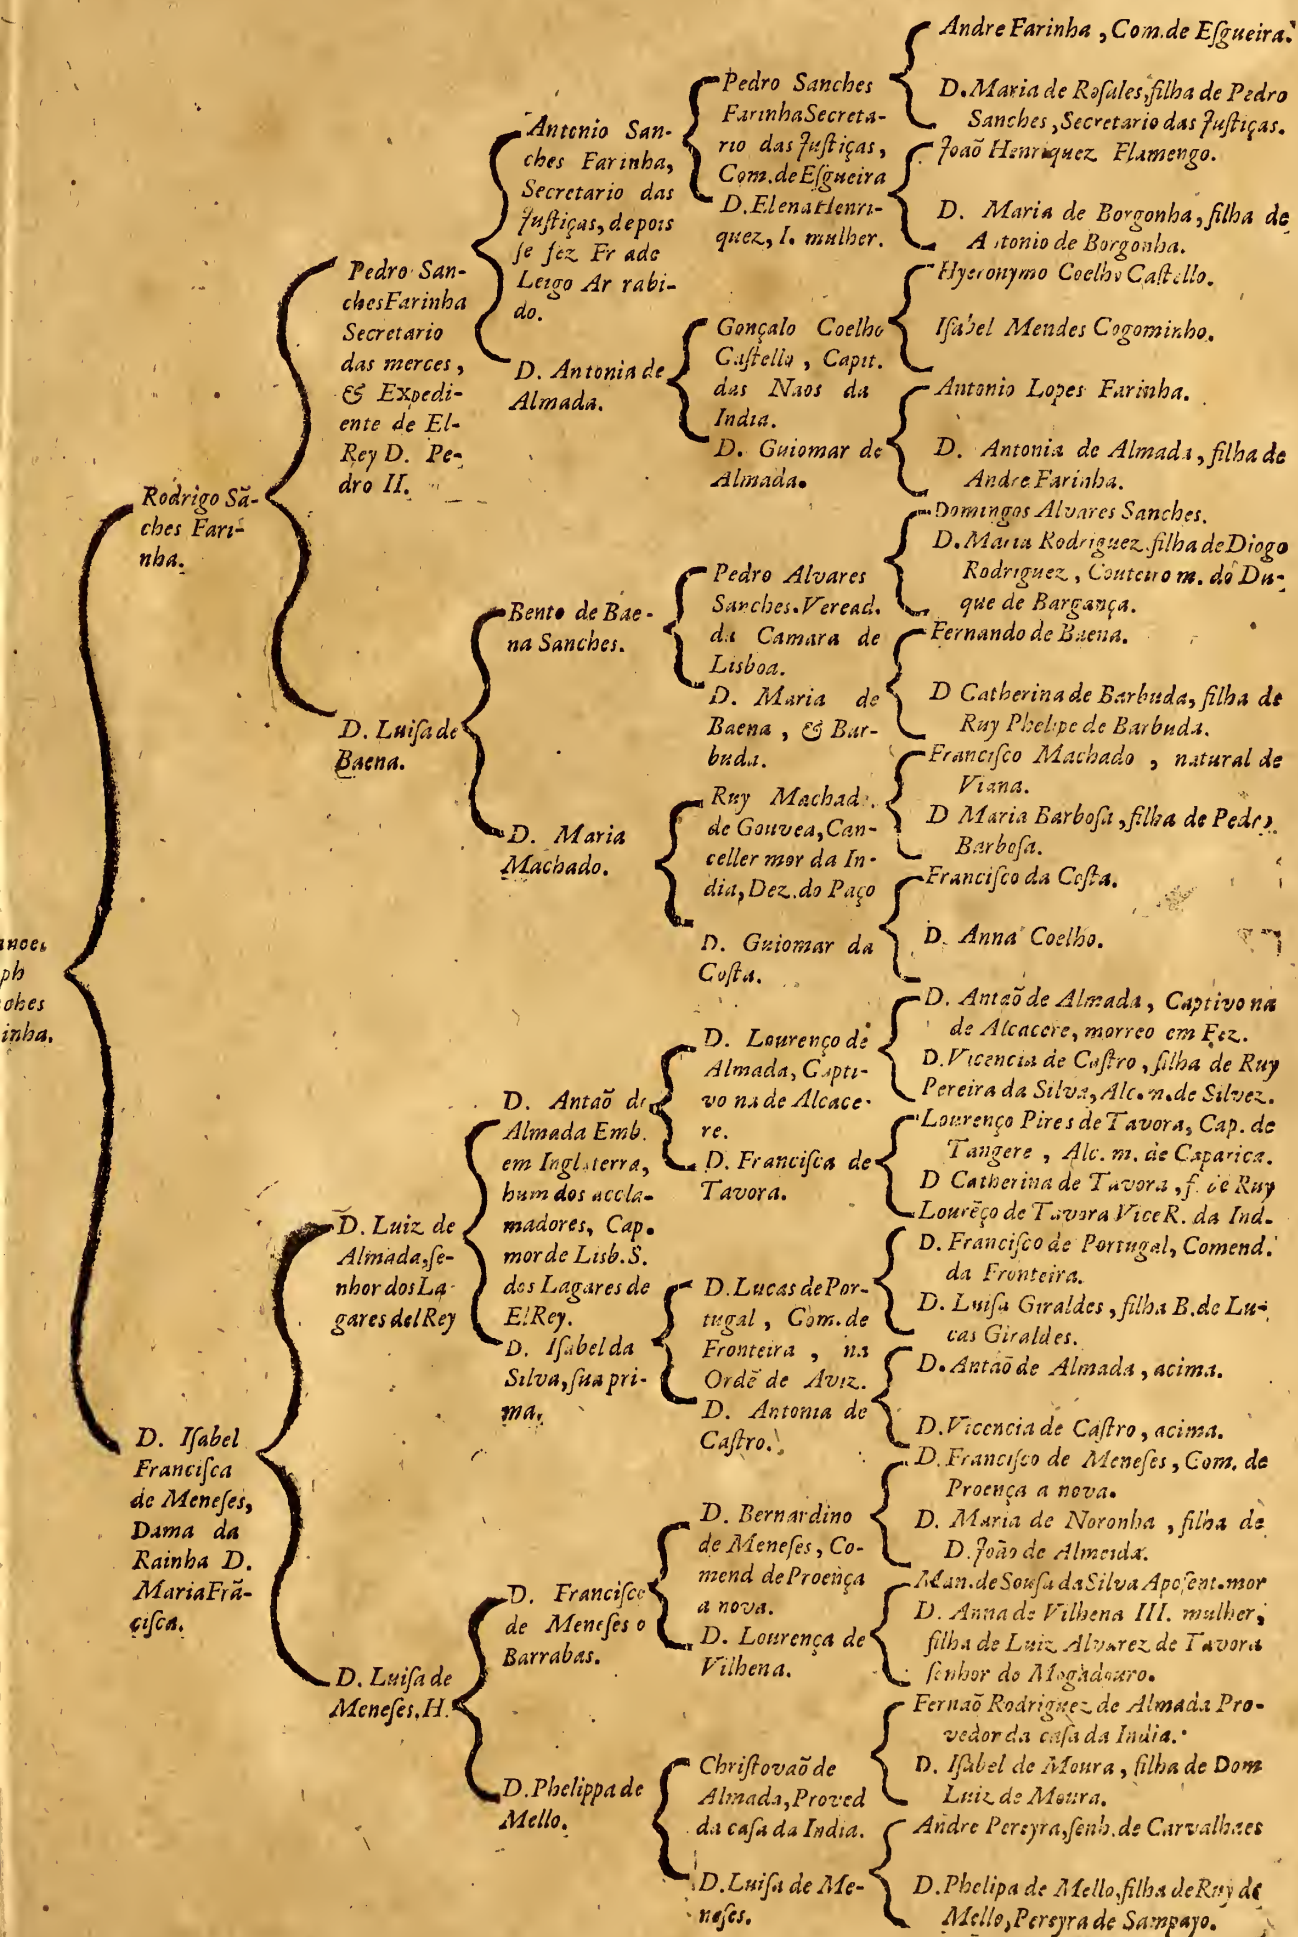 ph
inha.
Rodrigo Sã-
ches Fari-
nha.
D. Iſabel
Franciſca
de Meneſes,
Dama da
Rainha D.
Maria Frã-
ciſca.
Pedro San-
ches Farinha
Secretario
das merces,
& Expedi-
ente de El-
Rey D. Pe-
dro II.
D. Luiſa de
Baena.
D. Luiz de
Almada, ſe-
nhor dos La-
gares del Rey
D. Luiſa de
Meneſes, H.
Antonio San-
ches Farinha,
Secretario das
Juſtiças, depois
ſe fez Frade
Leigo Arrabi-
do.
D. Antonia de
Almada.
Bento de Bae-
na Sanches.
D. Maria
Machado.
D. Antaõ de
Almada Emb.
em Inglaterra,
hum dos accla-
madores, Cap.
mor de Lisb. S.
dos Lagares de
ElRey.
D. Iſabel da
Silva, ſua pri-
ma.
D. Franciſco
de Meneſes o
Barrabas.
D. Phelippa de
Mello.
Pedro Sanches
Farinha Secreta-
rio das Juſtiças,
Com. de Eſgueira
D. Elena Henri-
quez, I. mulher.
Gonçalo Coelho
Caſtello, Capit.
das Naos da
India.
D. Guiomar de
Almada.
Pedro Alvares
Sanches. Veread.
da Camara de
Lisboa.
D. Maria de
Baena, & Bar-
buda.
Ruy Machado
de Gouvea, Can-
celler mor da In-
dia, Dez. do Paço
D. Guiomar da
Coſta.
D. Lourenço de
Almada, Capti-
vo na de Alcace-
re.
D. Franciſca de
Tavora.
D. Lucas de Por-
tugal, Com. de
Fronteira, na
Ordẽ de Aviz.
D. Antonia de
Caſtro.
D. Bernardino
de Meneſes, Co-
mend de Proença
a nova.
D. Lourença de
Vilhena.
Chriſtovaõ de
Almada, Proved
da caſa da India.
D. Luiſa de Me-
neſes.
Andre Farinha, Com. de Eſgueira.
D. Maria de Roſales, filha de Pedro
Sanches, Secretario das Juſtiças.
Joaõ Henriquez Flamengo.
D. Maria de Borgonha, filha de
Antonio de Borgonha.
Hyeronymo Coelho Caſtello.
Iſabel Mendes Cogominho.
Antonio Lopes Farinha.
D. Antonia de Almada, filha de
Andre Farinha.
Domingos Alvares Sanches.
D. Maria Rodriguez filha de Diogo
Rodriguez, Couteiro m. do Du-
que de Bargança.
Fernando de Baena.
D Catherina de Barbuda, filha de
Ruy Phelipe de Barbuda.
Franciſco Machado, natural de
Viana.
D Maria Barboſa, filha de Pedro
Barboſa.
Franciſco da Coſta.
D. Anna Coelho.
D. Antaõ de Almada, Captivo na
de Alcacere, morreo em Fez.
D. Vicencia de Caſtro, filha de Ruy
Pereira da Silva, Alc. m. de Silvez.
Lourenço Pires de Tavora, Cap. de
Tangere, Alc. m. de Caparica.
D Catherina de Tavora, f. de Ruy
Lourẽço de Tavora ViceR. da Ind.
D. Franciſco de Portugal, Comend.
da Fronteira.
D. Luiſa Giraldes, filha B. de Lu-
cas Giraldes.
D. Antaõ de Almada, acima.
D. Vicencia de Caſtro, acima.
D. Franciſco de Meneſes, Com. de
Proença a nova.
D. Maria de Noronha, filha de
D. Joaõ de Almeida.
Man. de Souſa da Silva Apoſent. mor
D. Anna de Vilhena III. mulher,
filha de Luiz Alvarez de Tavora
ſenhor do Mogadouro.
Fernaõ Rodriguez de Almada Pro-
vedor da caſa da India.
D. Iſabel de Moura, filha de Dom
Luiz de Moura.
Andre Pereyra, ſenh. de Carvalhaes
D. Phelipa de Mello, filha de Ruy de
Mello, Pereyra de Sampayo.